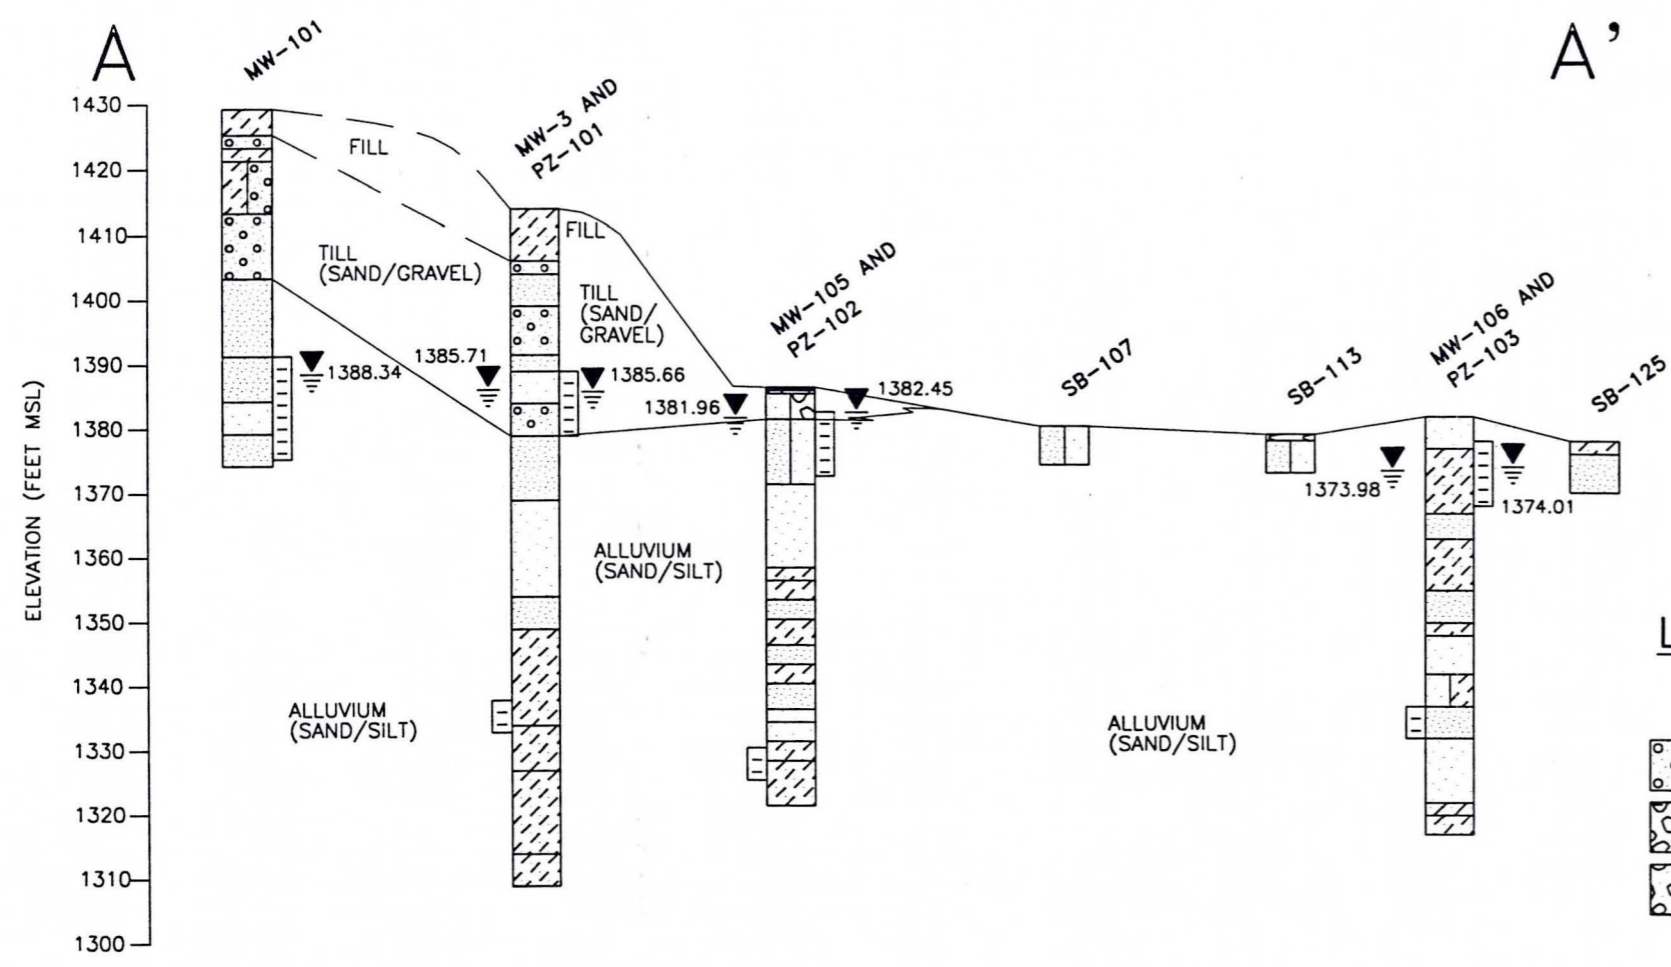 A
A'
MW-101
MW-3 AND
PZ-101
MW-105 AND
PZ-102
SB-107
SB-113
MW-106 AND
PZ-103
SB-125
ELEVATION (FEET MSL)
1430
1420
1410
1400
1390
1380
1370
1360
1350
1340
1330
1320
1310
1300
FILL
FILL
TILL
(SAND/GRAVEL)
TILL
(SAND/
GRAVEL)
1388.34
1385.71
1385.66
1381.96
1382.45
1373.98
1374.01
ALLUVIUM
(SAND/SILT)
ALLUVIUM
(SAND/SILT)
ALLUVIUM
(SAND/SILT)
L